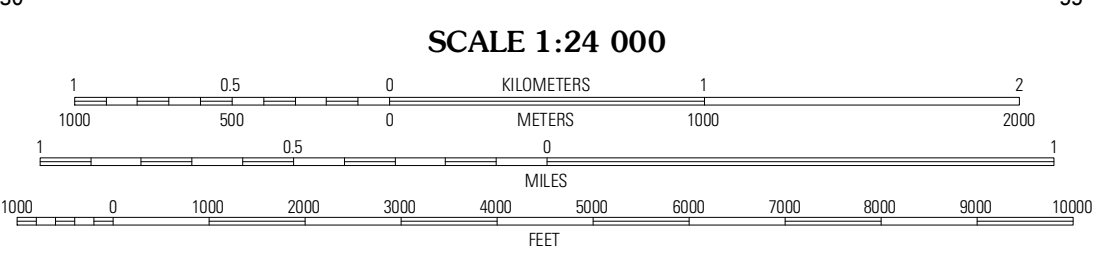 SCALE 1:24 000
1 0.5 0 KILOMETERS 1 2
1000 500 0 METERS 1000 2000
1 0.5 0 1
MILES
1000 0 1000 2000 3000 4000 5000 6000 7000 8000 9000 10000
FEET